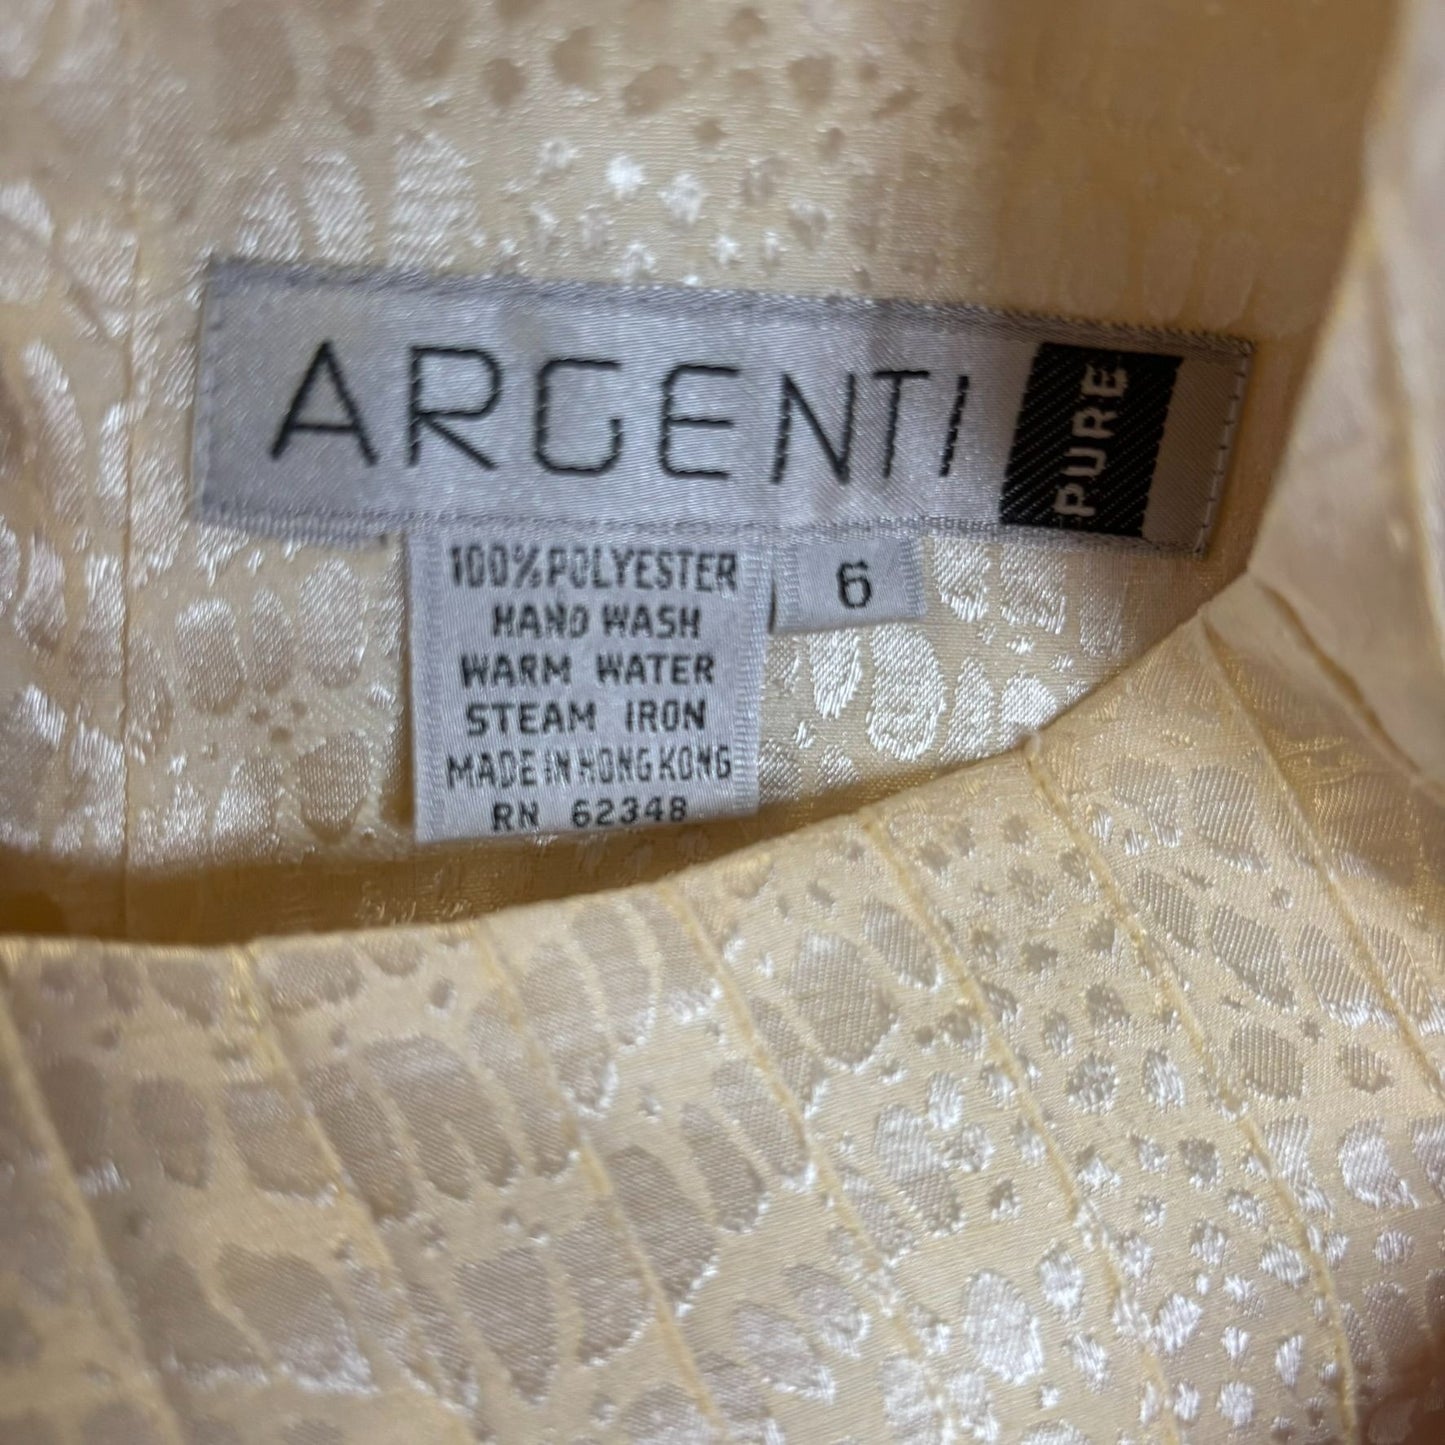 ARGENTI PURE
100% POLYESTER
HAND WASH
WARM WATER
STEAM IRON
MADE IN HONG KONG
RN 62348
6